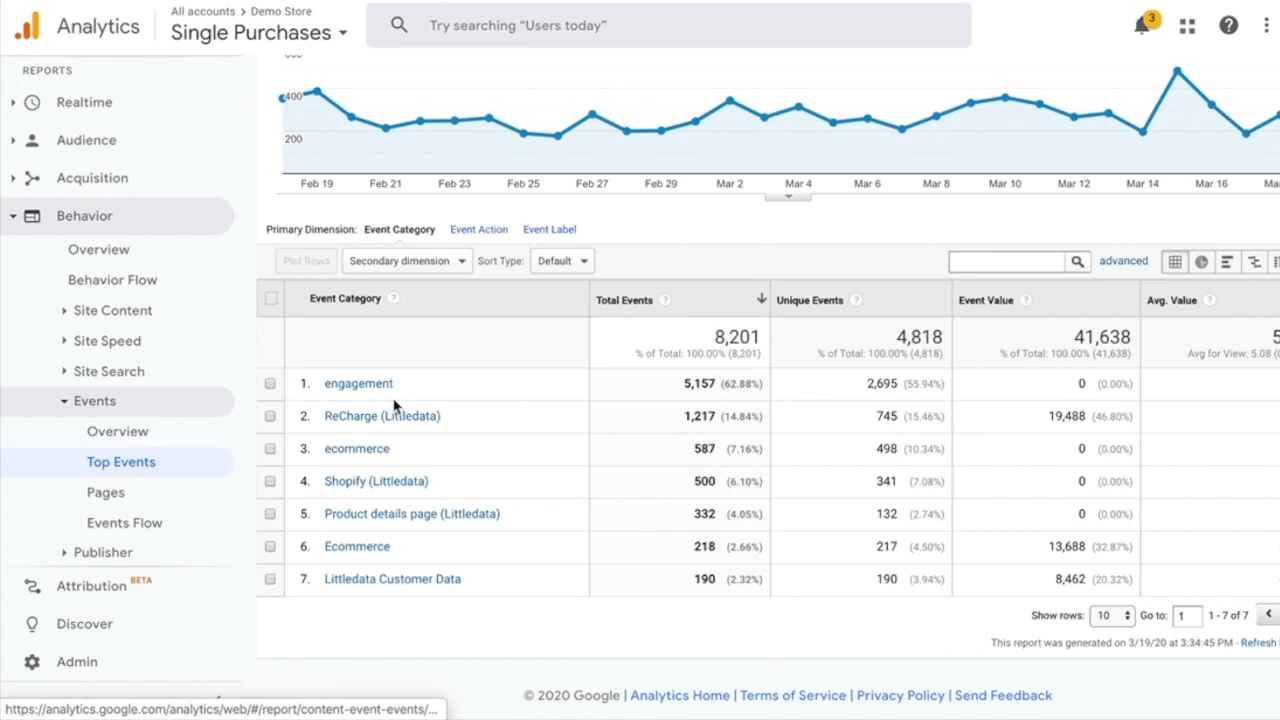 Analytics
All accounts > Demo Store
Single Purchases
Try searching “Users today”
3
REPORTS
Realtime
Audience
Acquisition
Behavior
Overview
Behavior Flow
Site Content
Site Speed
Site Search
Events
Overview
Top Events
Pages
Events Flow
Publisher
Attribution BETA
Discover
Admin
400
200
Feb 19 Feb 21 Feb 23 Feb 25 Feb 27 Feb 29 Mar 2 Mar 4 Mar 6 Mar 8 Mar 10 Mar 12 Mar 14 Mar 16
Primary Dimension: Event Category Event Action Event Label
Plot Rows Secondary dimension Sort Type: Default advanced
Event Category ? Total Events ? Unique Events ? Event Value ? Avg. Value ?
8,201 4,818 41,638 5
% of Total: 100.00% (8,201) % of Total: 100.00% (4,818) % of Total: 100.00% (41,638) Avg for View: 5.08 (0
1. engagement 5,157 (62.88%) 2,695 (55.94%) 0 (0.00%)
2. ReCharge (Littledata) 1,217 (14.84%) 745 (15.46%) 19,488 (46.80%)
3. ecommerce 587 (7.16%) 498 (10.34%) 0 (0.00%)
4. Shopify (Littledata) 500 (6.10%) 341 (7.08%) 0 (0.00%)
5. Product details page (Littledata) 332 (4.05%) 132 (2.74%) 0 (0.00%)
6. Ecommerce 218 (2.66%) 217 (4.50%) 13,688 (32.87%)
7. Littledata Customer Data 190 (2.32%) 190 (3.94%) 8,462 (20.32%)
Show rows: 10 Go to: 1 1 - 7 of 7
This report was generated on 3/19/20 at 3:34:45 PM - Refresh
© 2020 Google | Analytics Home | Terms of Service | Privacy Policy | Send Feedback
https://analytics.google.com/analytics/web/#/report/content-event-events/...